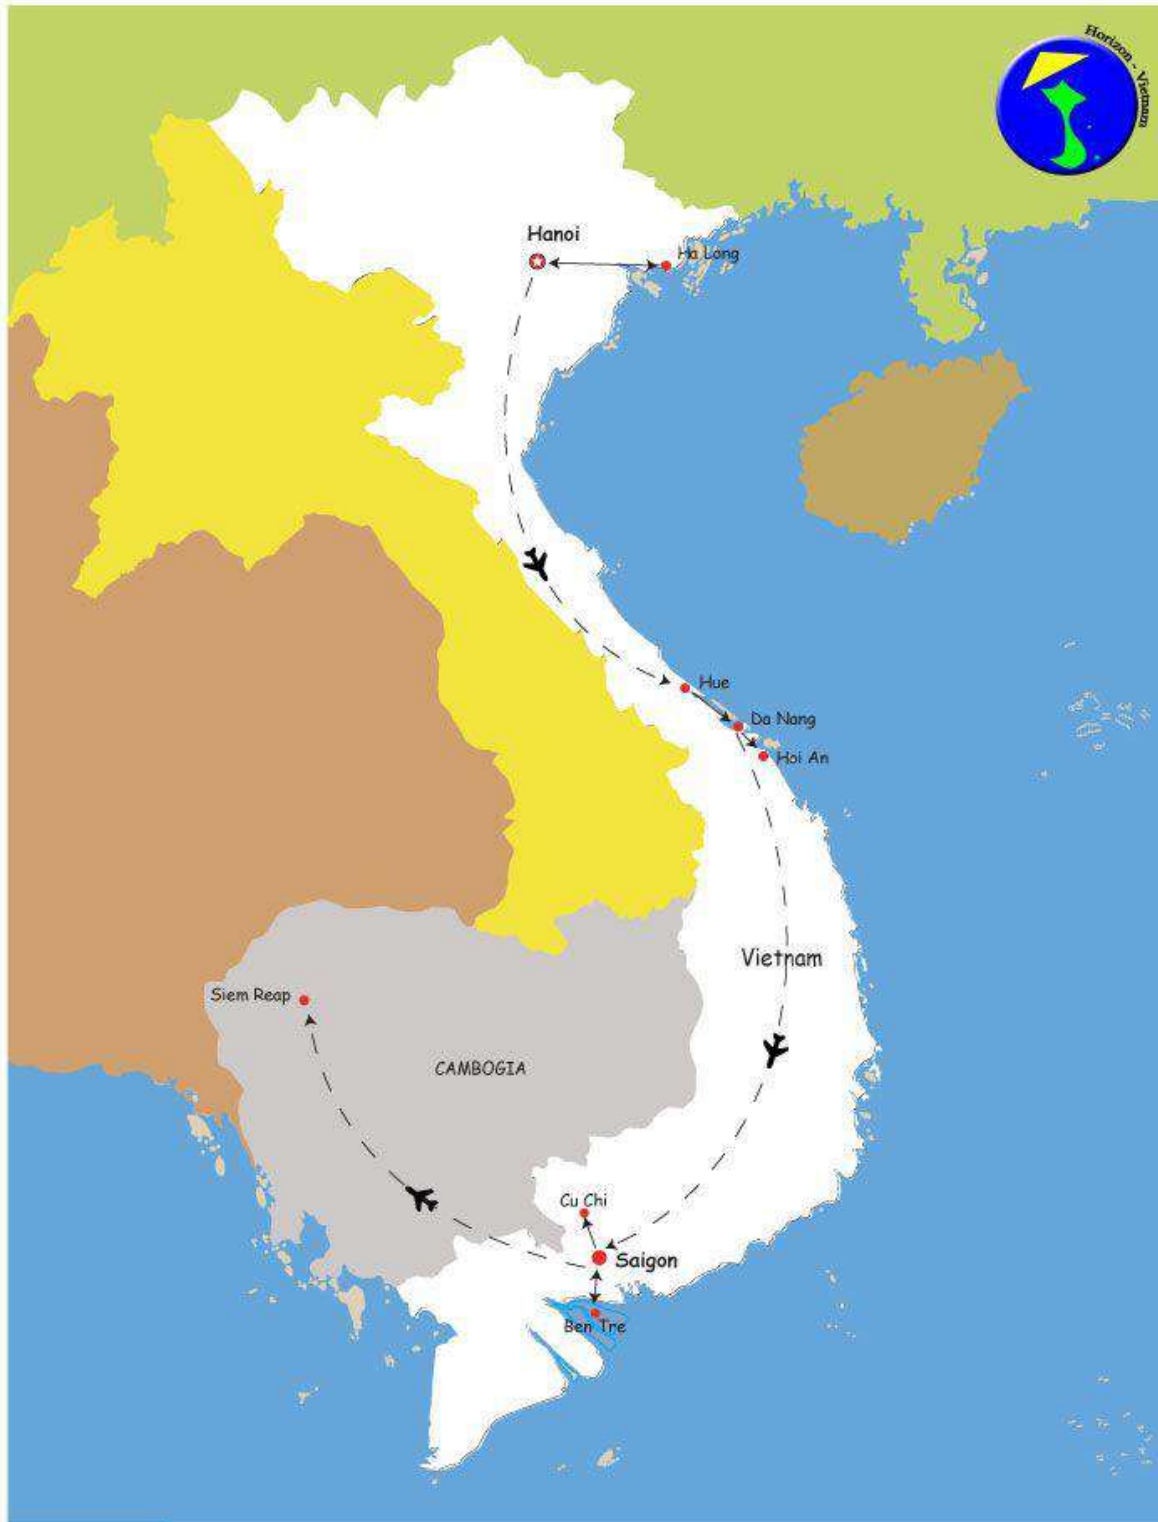 Horizon - Vietnam
Hanoi
Ha Long
Hue
Da Nang
Hoi An
Vietnam
Siem Reap
CAMBOGIA
Cu Chi
Saigon
Ben Tre